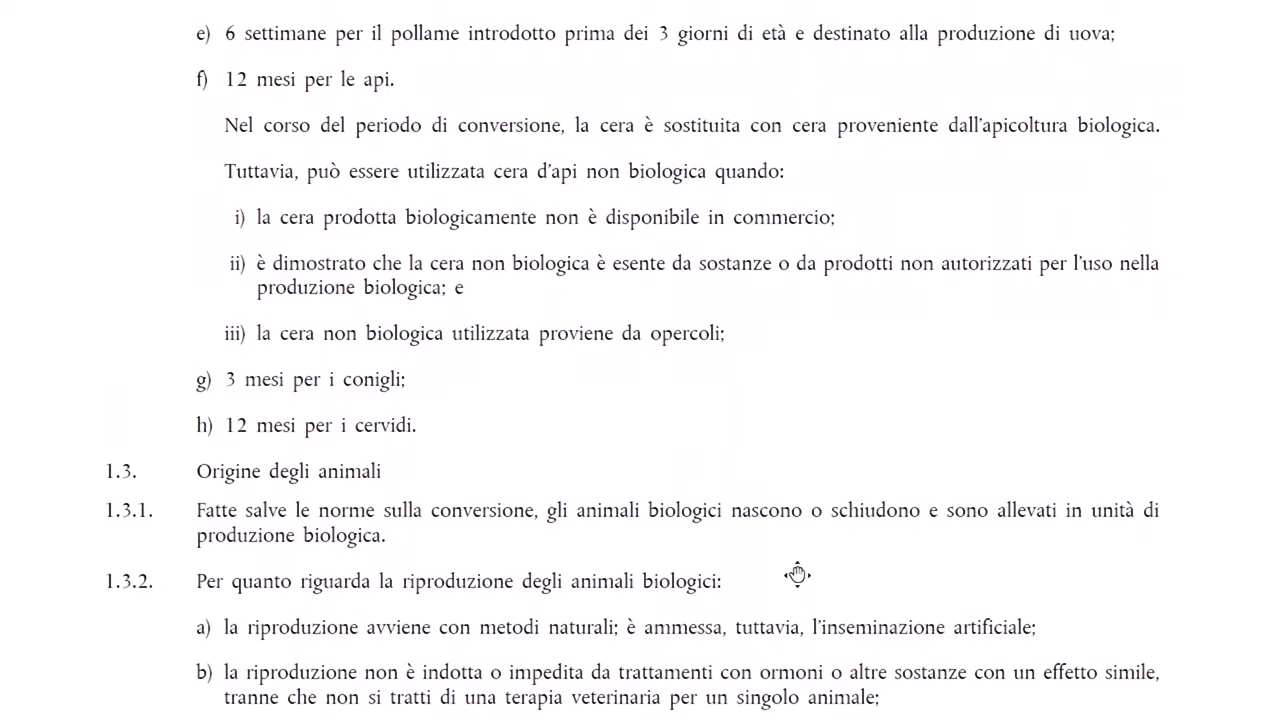 e) 6 settimane per il pollame introdotto prima dei 3 giorni di età e destinato alla produzione di uova;
f) 12 mesi per le api.
Nel corso del periodo di conversione, la cera è sostituita con cera proveniente dall'apicoltura biologica.
Tuttavia, può essere utilizzata cera d'api non biologica quando:
i) la cera prodotta biologicamente non è disponibile in commercio;
ii) è dimostrato che la cera non biologica è esente da sostanze o da prodotti non autorizzati per l'uso nella
produzione biologica; e
iii) la cera non biologica utilizzata proviene da opercoli;
g) 3 mesi per i conigli;
h) 12 mesi per i cervidi.
1.3. Origine degli animali
1.3.1. Fatte salve le norme sulla conversione, gli animali biologici nascono o schiudono e sono allevati in unità di
produzione biologica.
1.3.2. Per quanto riguarda la riproduzione degli animali biologici:
a) la riproduzione avviene con metodi naturali; è ammessa, tuttavia, l'inseminazione artificiale;
b) la riproduzione non è indotta o impedita da trattamenti con ormoni o altre sostanze con un effetto simile,
tranne che non si tratti di una terapia veterinaria per un singolo animale;